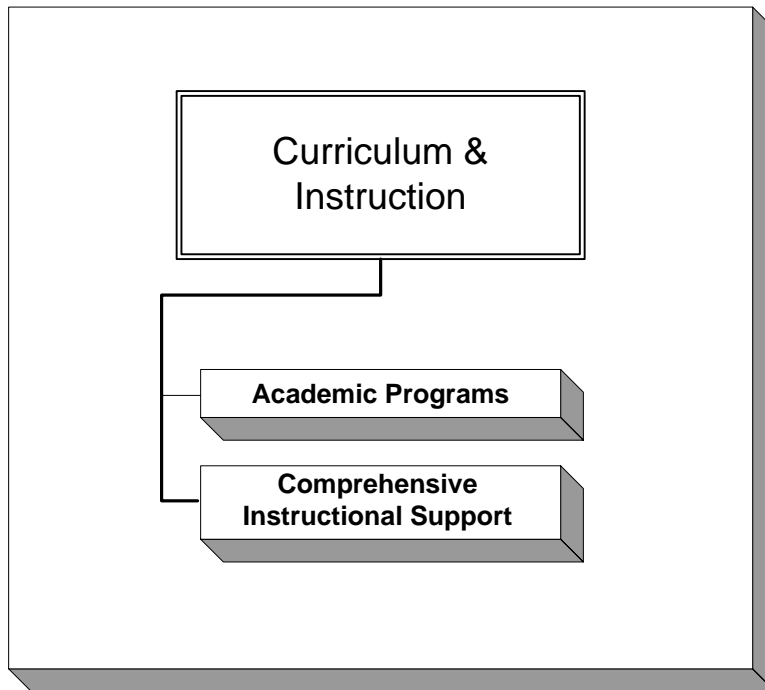 Curriculum &
Instruction
Academic Programs
Comprehensive
Instructional Support